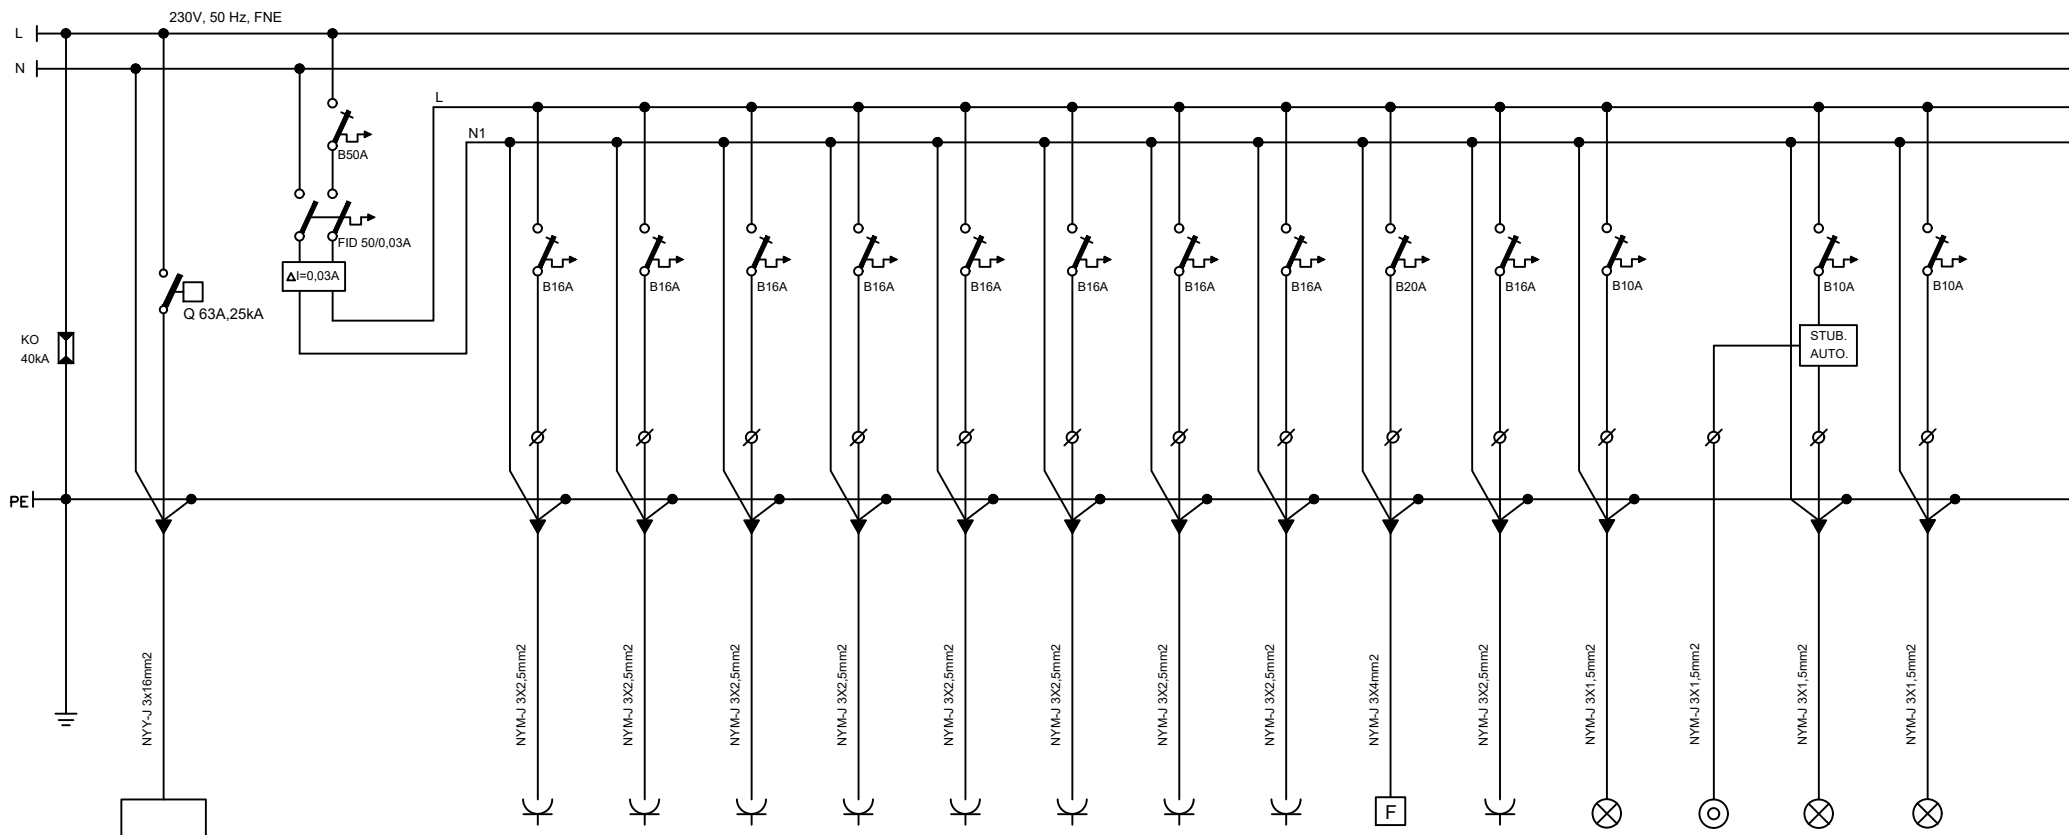 230V, 50 Hz, FNE
L
N
L
N1
B50A
FID 50/0,03A
ΔI=0,03A
Q 63A,25kA
KO
40kA
B16A
B16A
B16A
B16A
B16A
B16A
B16A
B16A
B20A
B16A
B10A
B10A
B10A
STUB.
AUTO.
PE
NYY-J 3x16mm2
NYM-J 3X2,5mm2
NYM-J 3X2,5mm2
NYM-J 3X2,5mm2
NYM-J 3X2,5mm2
NYM-J 3X2,5mm2
NYM-J 3X2,5mm2
NYM-J 3X2,5mm2
NYM-J 3X2,5mm2
NYM-J 3X4mm2
NYM-J 3X2,5mm2
NYM-J 3X1,5mm2
NYM-J 3X1,5mm2
NYM-J 3X1,5mm2
NYM-J 3X1,5mm2
F